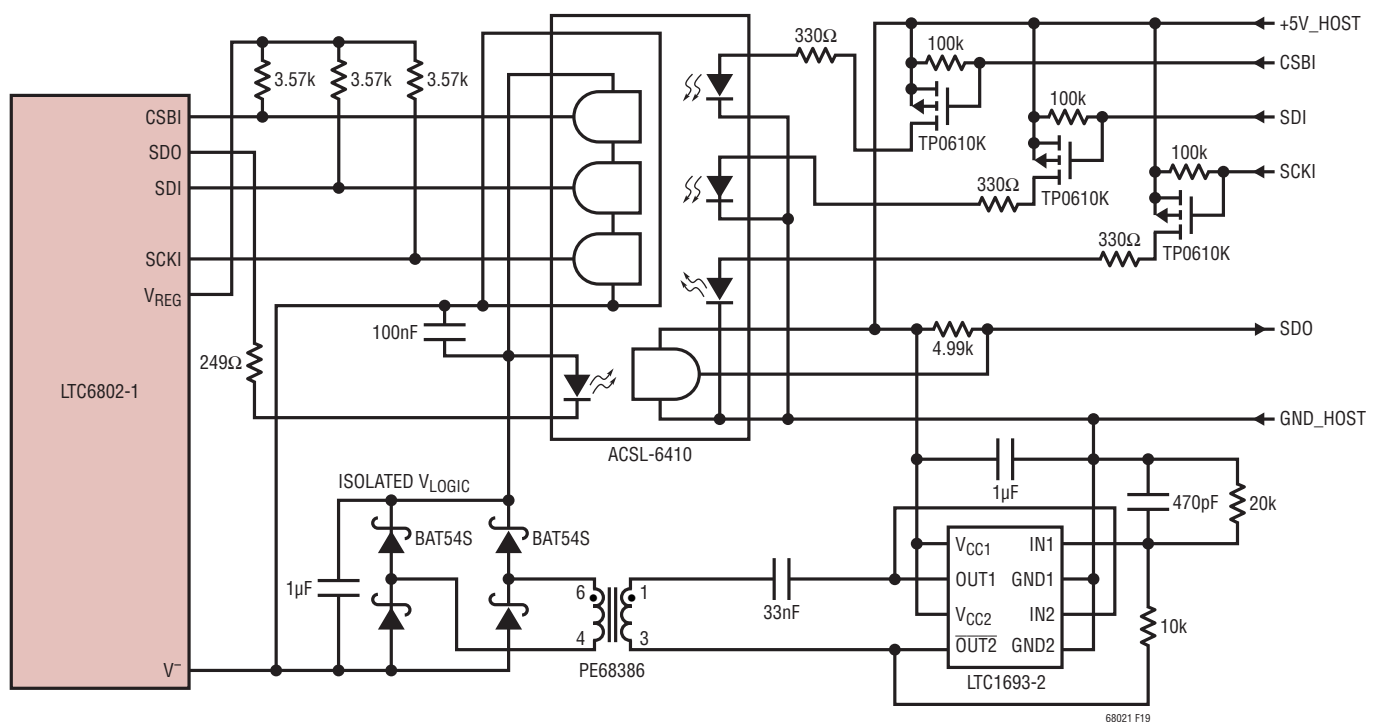 +5V_HOST
330Ω
100k
CSBI
3.57k
3.57k
3.57k
100k
CSBI
SDI
TP0610K
SDO
100k
330Ω
SCKI
SDI
TP0610K
330Ω
TP0610K
SCKI
VREG
100nF
SDO
4.99k
249Ω
LTC6802-1
GND_HOST
ACSL-6410
ISOLATED VLOGIC
1µF
470pF
20k
BAT54S
BAT54S
VCC1
IN1
1µF
6
1
OUT1
GND1
33nF
VCC2
IN2
10k
4
3
OUT2
GND2
V–
PE68386
LTC1693-2
68021 F19